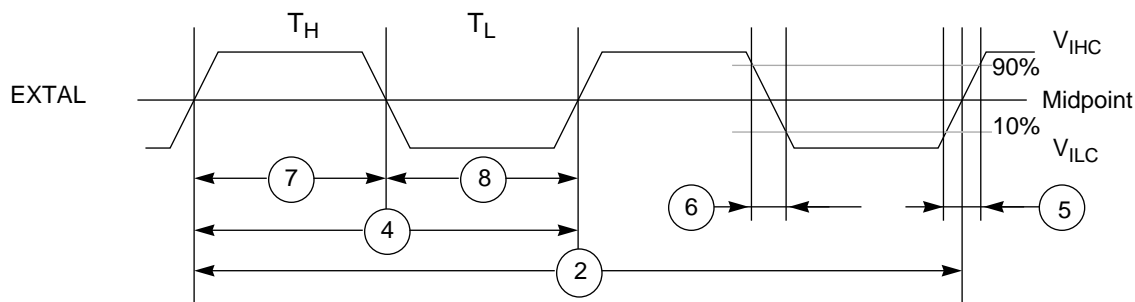 T_H T_L
V_IHC
90%
EXTAL
Midpoint
10%
V_ILC
7 8
6 5
4
2